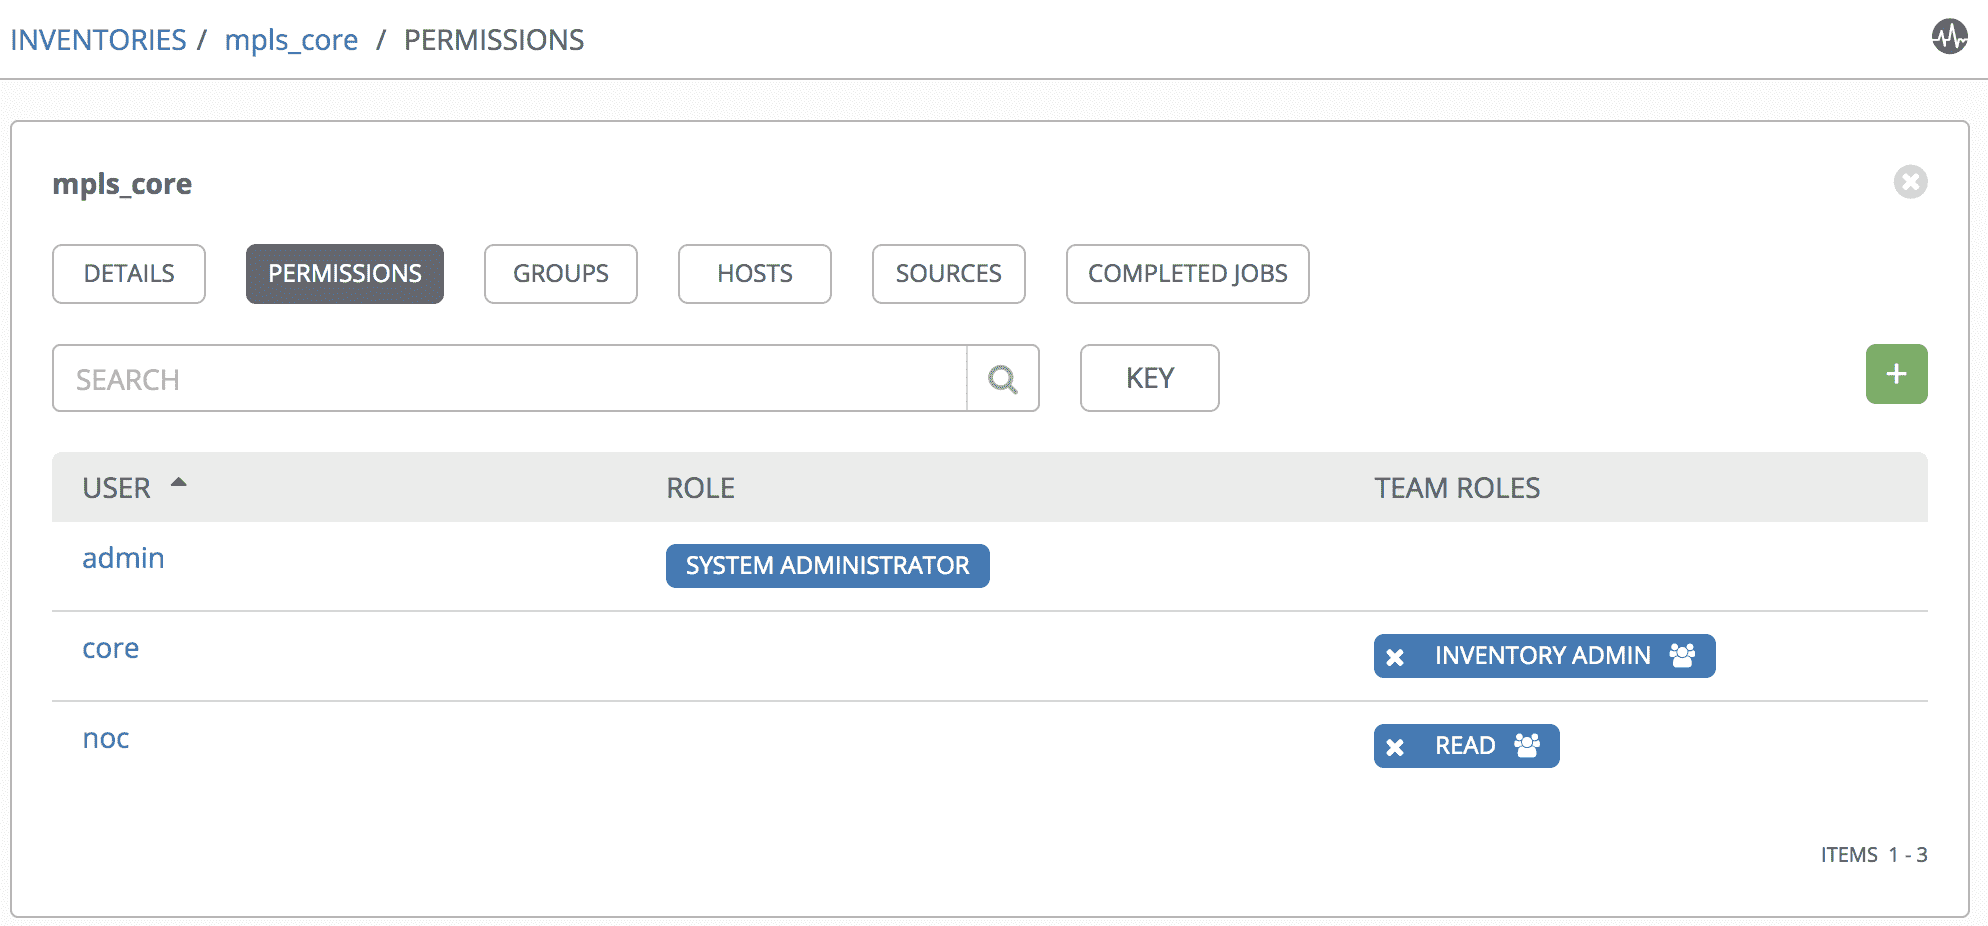 INVENTORIES / mpls_core / PERMISSIONS
mpls_core
DETAILS PERMISSIONS GROUPS HOSTS SOURCES COMPLETED JOBS
SEARCH KEY +
USER ROLE TEAM ROLES
admin SYSTEM ADMINISTRATOR
core INVENTORY ADMIN
noc READ
ITEMS 1 - 3